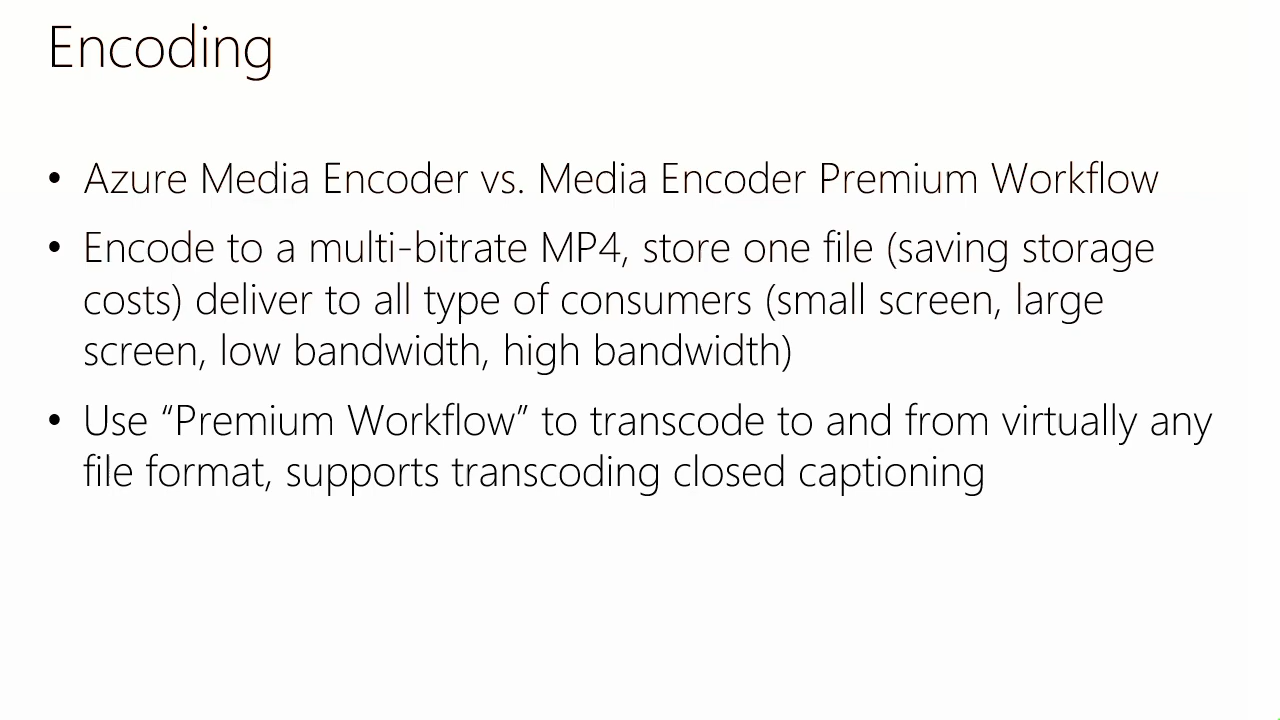 Encoding
• Azure Media Encoder vs. Media Encoder Premium Workflow
• Encode to a multi-bitrate MP4, store one file (saving storage
costs) deliver to all type of consumers (small screen, large
screen, low bandwidth, high bandwidth)
• Use “Premium Workflow” to transcode to and from virtually any
file format, supports transcoding closed captioning